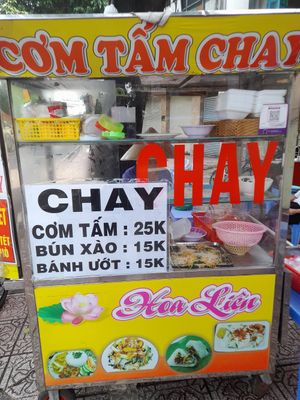 CƠM TẤM CHAY
CHAY
CHAY
CƠM TẤM : 25K
BÚN XÀO : 15K
BÁNH ƯỚT : 15K
Hoa Liên